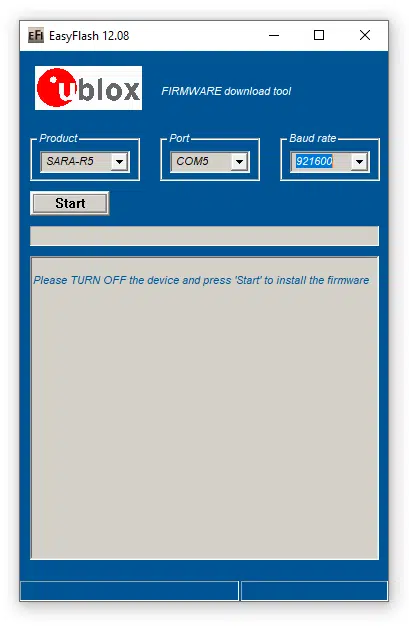 EFi EasyFlash 12.08
ublox
FIRMWARE download tool
Product Port Baud rate
SARA-R5 COM5 921600
Start
Please TURN OFF the device and press 'Start' to install the firmware